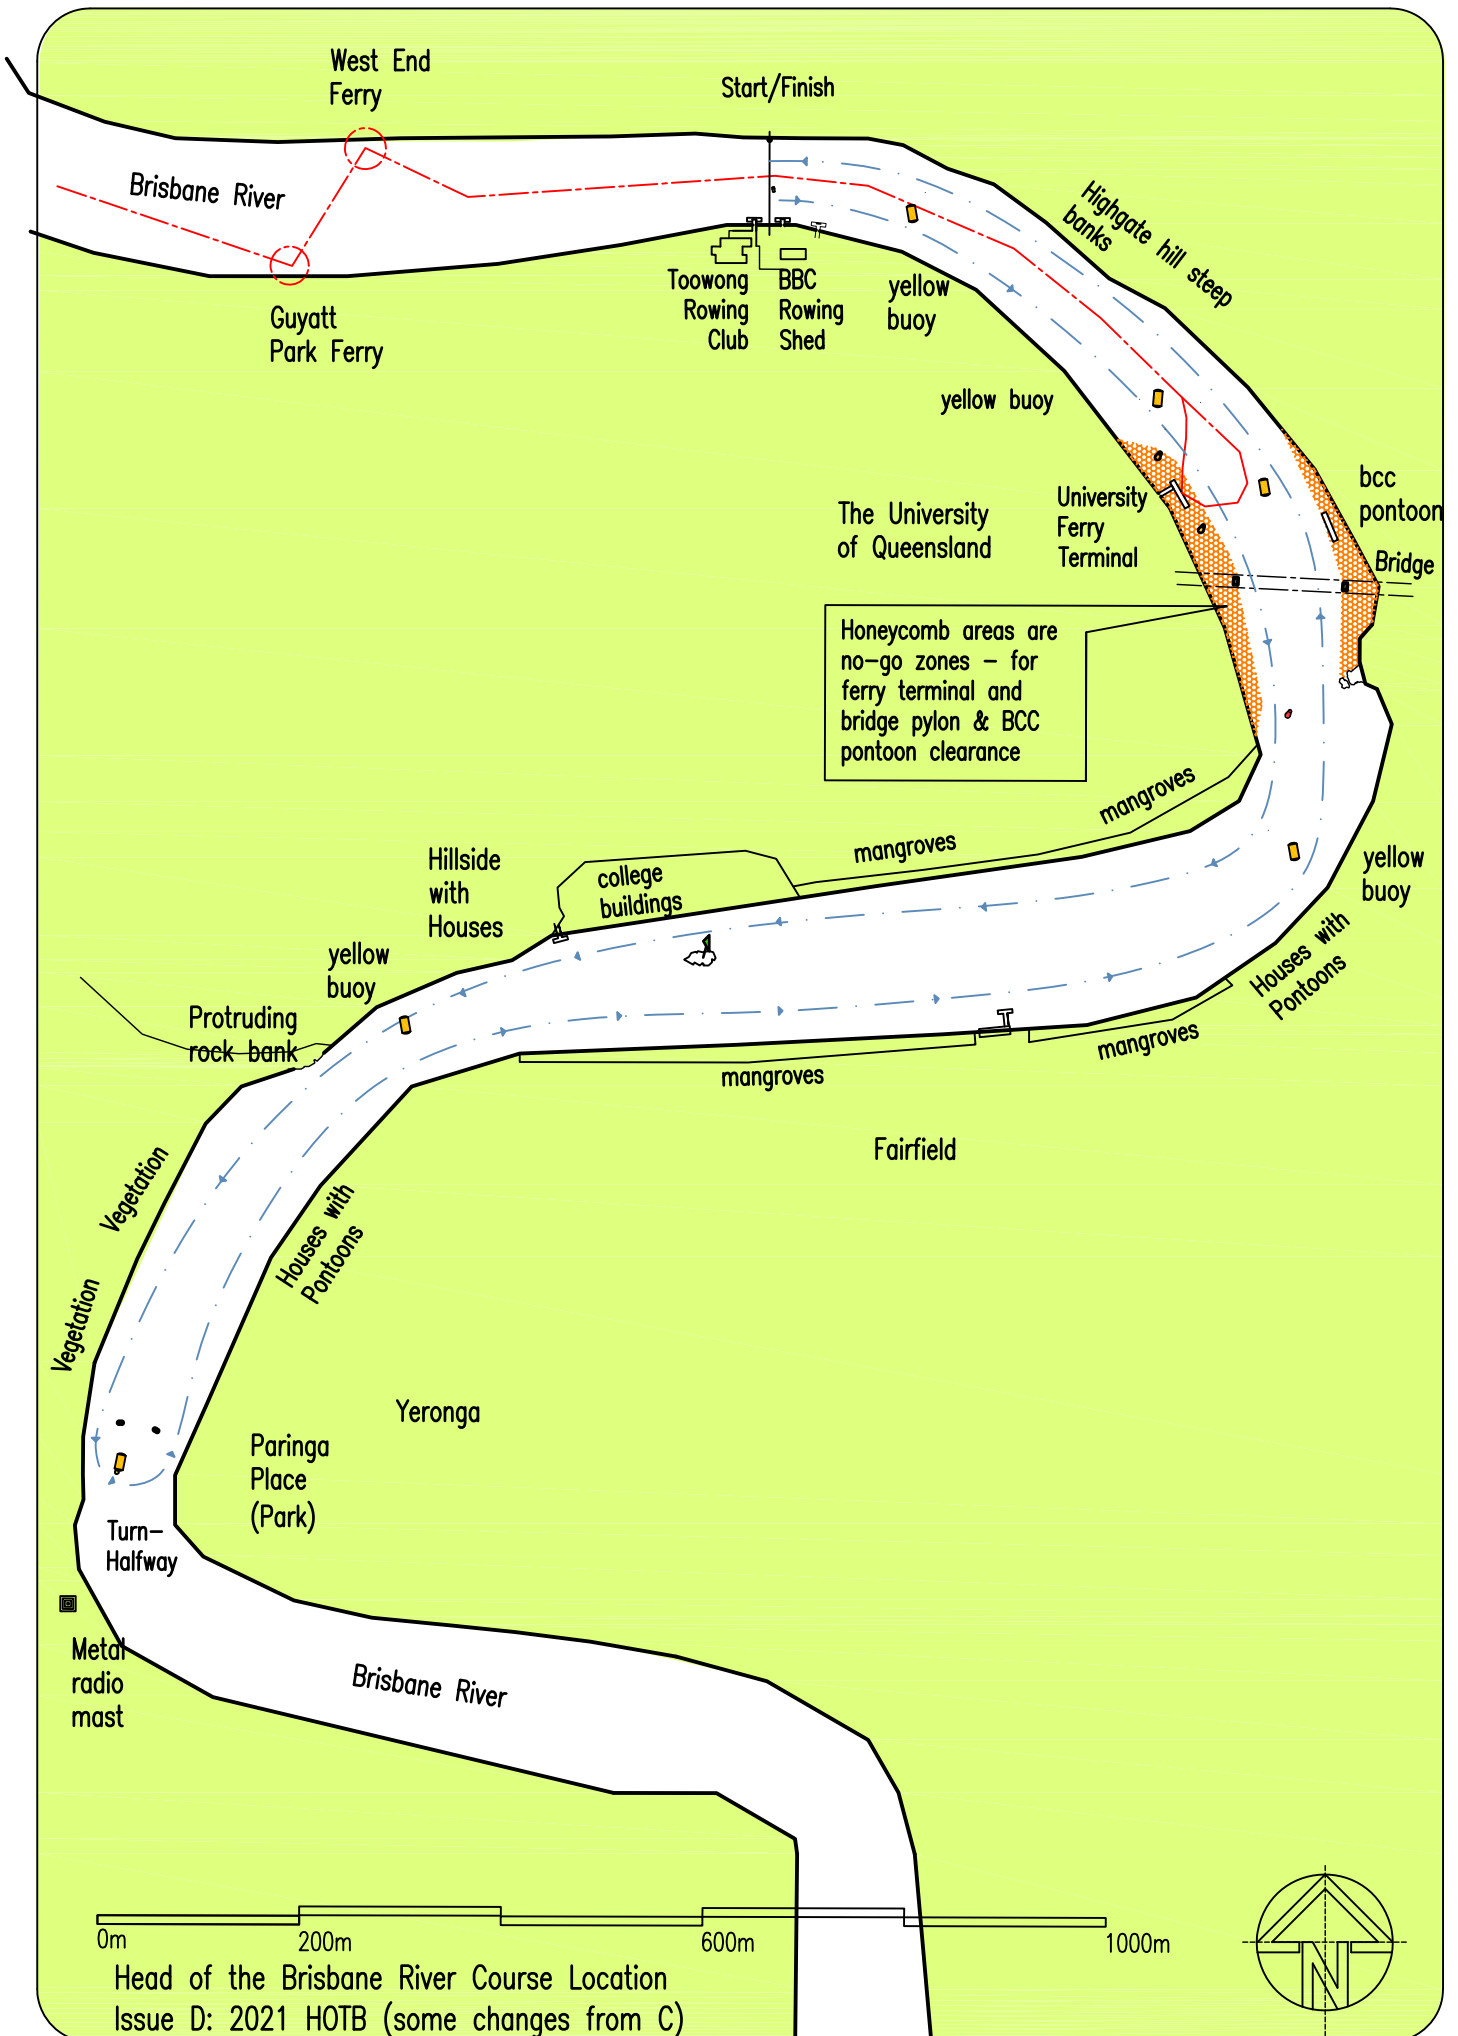 West End
Ferry
Start/Finish
Brisbane River
Highgate hill steep
banks
Toowong
Rowing
Club
BBC
Rowing
Shed
yellow
buoy
Guyatt
Park Ferry
yellow buoy
bcc
pontoon
University
Ferry
Terminal
The University
of Queensland
Bridge
Honeycomb areas are
no-go zones - for
ferry terminal and
bridge pylon & BCC
pontoon clearance
mangroves
mangroves
Hillside
with
Houses
college
buildings
yellow
buoy
yellow
buoy
Houses with
Pontoons
Protruding
rock bank
mangroves
mangroves
Fairfield
Vegetation
Houses with
Pontoons
Vegetation
Yeronga
Paringa
Place
(Park)
Turn-
Halfway
Metal
radio
mast
Brisbane River
0m
200m
600m
1000m
N
Head of the Brisbane River Course Location
Issue D: 2021 HOTB (some changes from C)